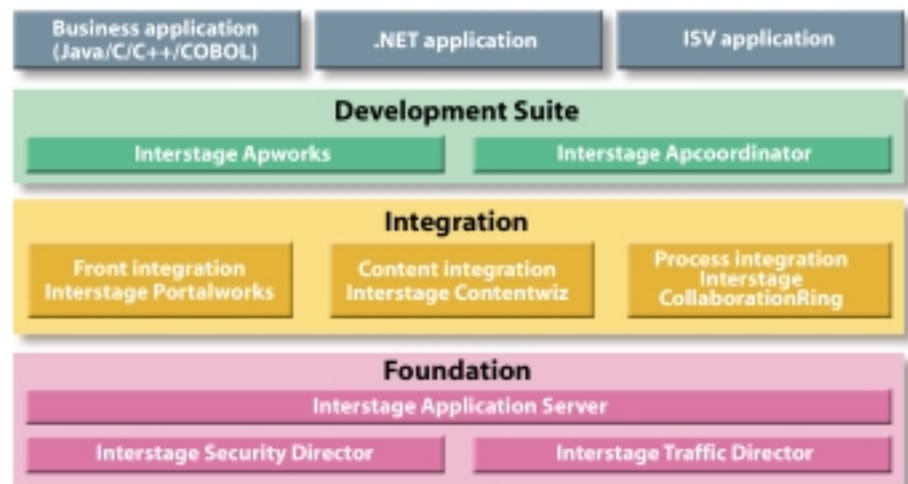 Business application
(Java/C/C++/COBOL)
.NET application
ISV application
Development Suite
Interstage Apworks
Interstage Apcoordinator
Integration
Front integration
Interstage Portalworks
Content integration
Interstage Contentwiz
Process integration
Interstage
CollaborationRing
Foundation
Interstage Application Server
Interstage Security Director
Interstage Traffic Director